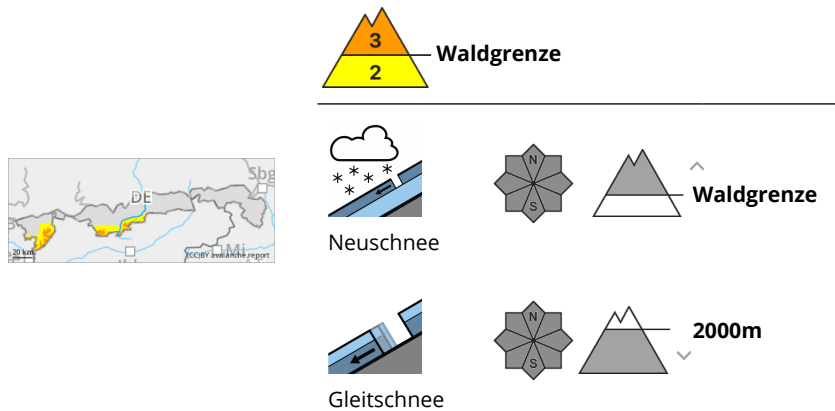 3
Waldgrenze
2
N
S
Waldgrenze
Neuschnee
Sbg
DE
Mi
20 km
(CC)BY avalanche.report
N
S
2000m
Gleitschnee